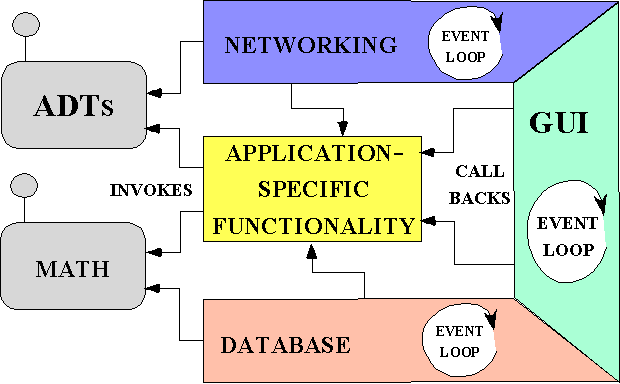 NETWORKING
EVENT
LOOP
ADTs
GUI
APPLICATION-
SPECIFIC
FUNCTIONALITY
INVOKES
CALL
BACKS
EVENT
LOOP
MATH
DATABASE
EVENT
LOOP